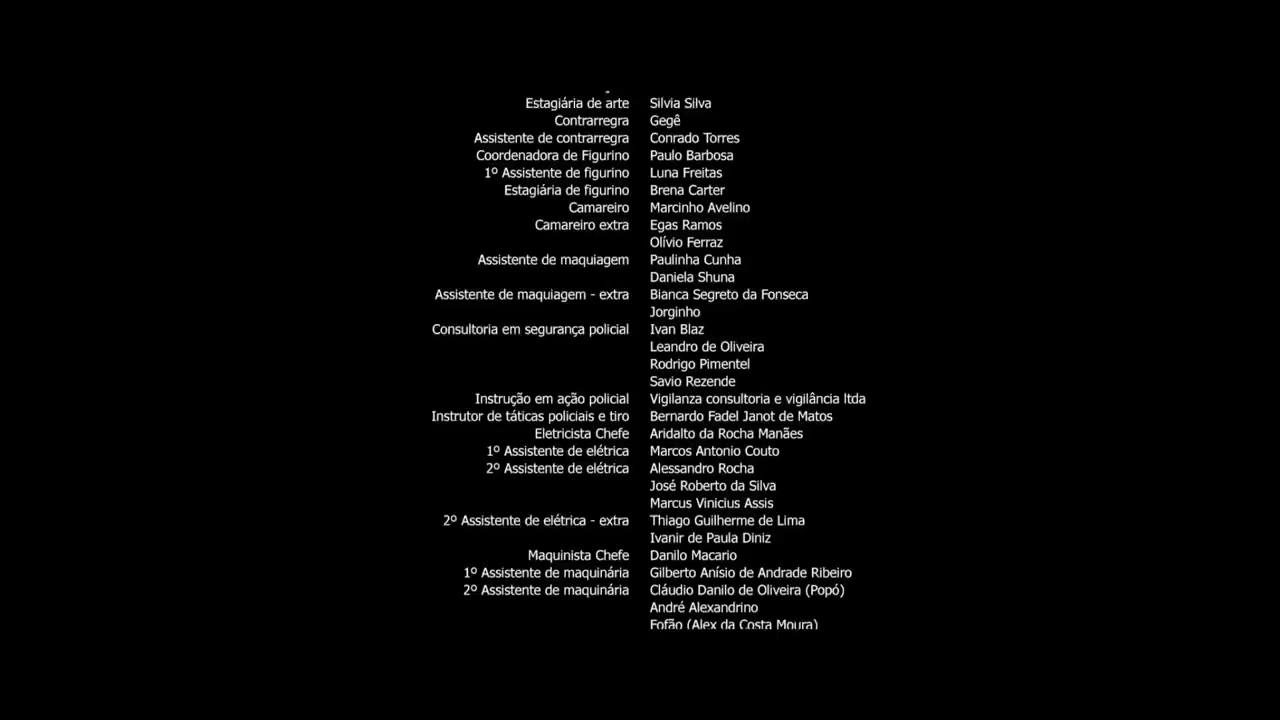 Estagiária de arte Silvia Silva
Contrarregra Gegê
Assistente de contrarregra Conrado Torres
Coordenadora de Figurino Paulo Barbosa
1º Assistente de figurino Luna Freitas
Estagiária de figurino Brena Carter
Camareiro Marcinho Avelino
Camareiro extra Egas Ramos
Olívio Ferraz
Assistente de maquiagem Paulinha Cunha
Daniela Shuna
Assistente de maquiagem - extra Bianca Segreto da Fonseca
Jorginho
Consultoria em segurança policial Ivan Blaz
Leandro de Oliveira
Rodrigo Pimentel
Savio Rezende
Instrução em ação policial Vigilanza consultoria e vigilância ltda
Instrutor de táticas policiais e tiro Bernardo Fadel Janot de Matos
Eletricista Chefe Aridalto da Rocha Manães
1º Assistente de elétrica Marcos Antonio Couto
2º Assistente de elétrica Alessandro Rocha
José Roberto da Silva
Marcus Vinicius Assis
2º Assistente de elétrica - extra Thiago Guilherme de Lima
Ivanir de Paula Diniz
Maquinista Chefe Danilo Macario
1º Assistente de maquinária Gilberto Anísio de Andrade Ribeiro
2º Assistente de maquinária Cláudio Danilo de Oliveira (Popó)
André Alexandrino
Fofão (Alex da Costa Moura)